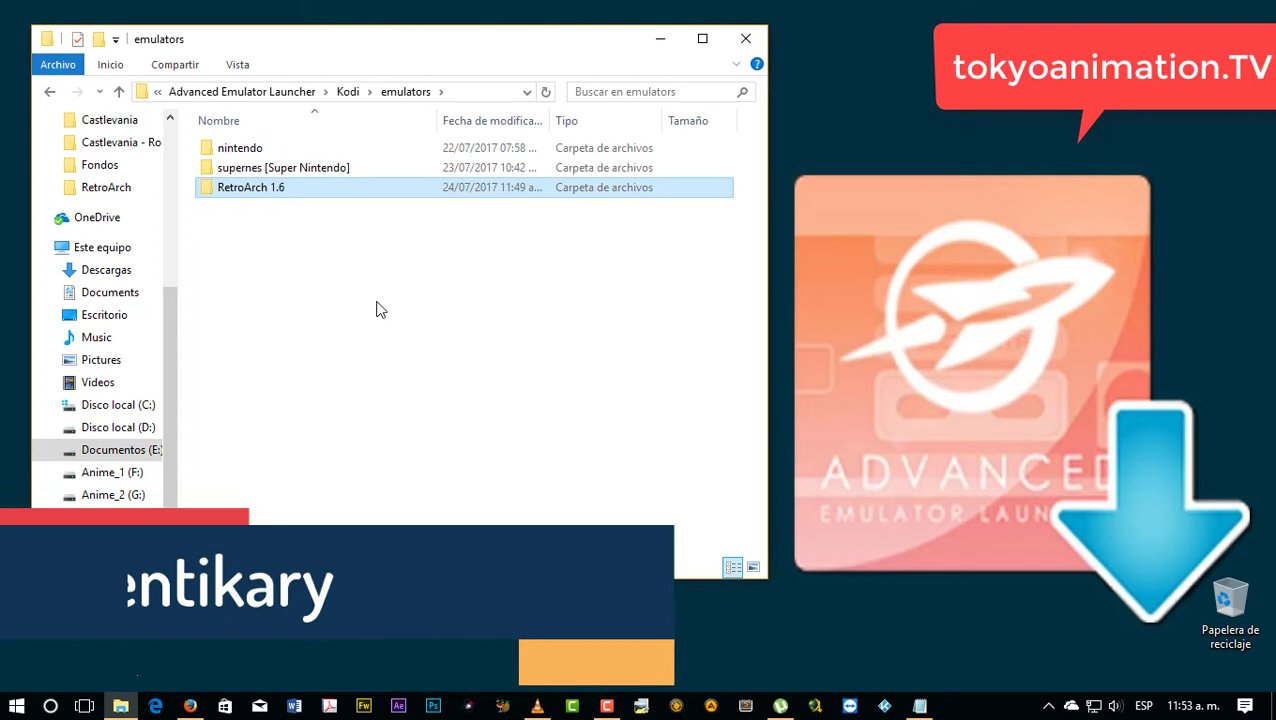 emulators
Archivo
Inicio
Compartir
Vista
Advanced Emulator Launcher
Kodi
emulators
Buscar en emulators
Nombre
Fecha de modifica...
Tipo
Tamaño
Castlevania
Castlevania - Ro
Fondos
RetroArch
OneDrive
Este equipo
Descargas
Documents
Escritorio
Music
Pictures
Videos
Disco local (C:)
Disco local (D:)
Documentos (E:
Anime_1 (F:)
Anime_2 (G:)
nintendo 22/07/2017 07:58 ... Carpeta de archivos
supernes [Super Nintendo] 23/07/2017 10:42 ... Carpeta de archivos
RetroArch 1.6 24/07/2017 11:49 a... Carpeta de archivos
tokyoanimation.TV
ADVANCED
EMULATOR LAUN
entikary
Papelera de
reciclaje
ESP
11:53 a. m.